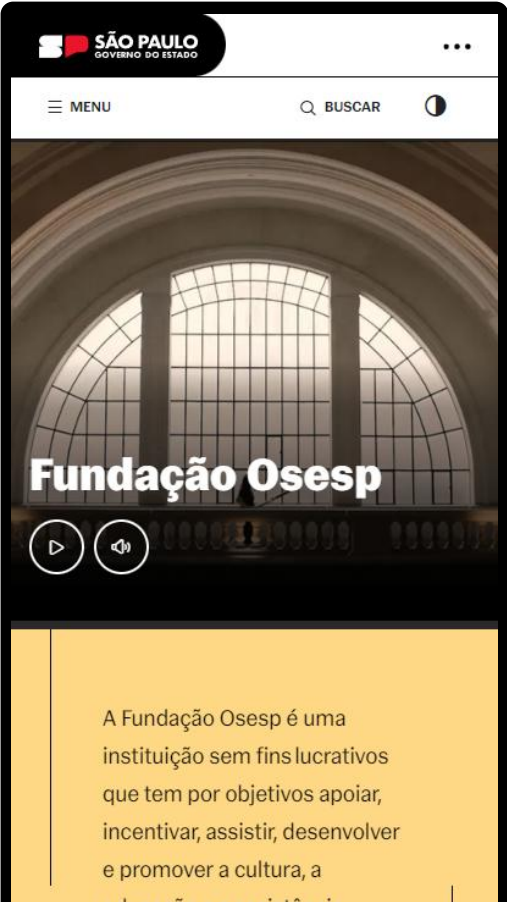 SÃO PAULO
GOVERNO DO ESTADO
MENU
BUSCAR
Fundação Osesp
A Fundação Osesp é uma
instituição sem fins lucrativos
que tem por objetivos apoiar,
incentivar, assistir, desenvolver
e promover a cultura, a